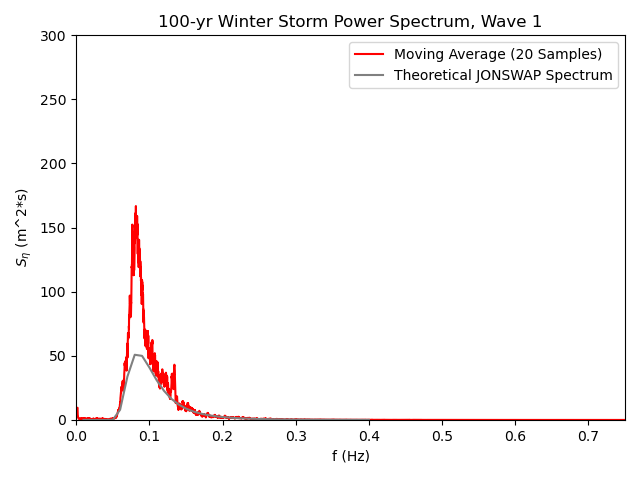 100-yr Winter Storm Power Spectrum, Wave 1
300
250
200
150
100
50
0
S_η (m^2*s)
Moving Average (20 Samples)
Theoretical JONSWAP Spectrum
0.0 0.1 0.2 0.3 0.4 0.5 0.6 0.7
f (Hz)